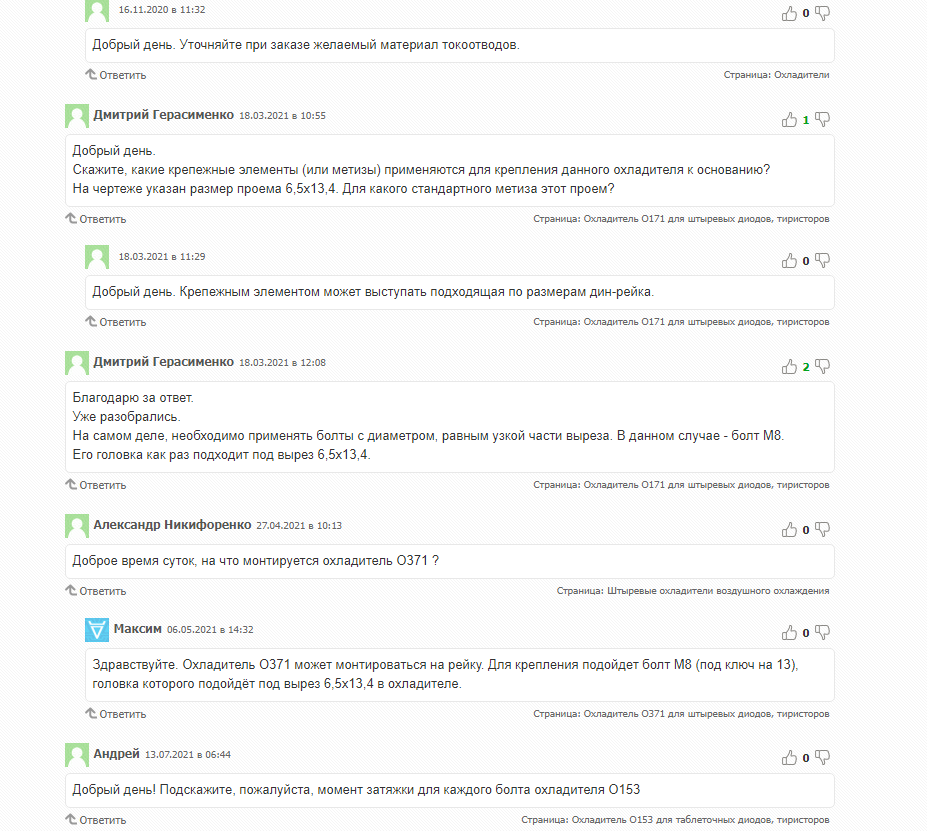 16.11.2020 в 11:32
0
Добрый день. Уточняйте при заказе желаемый материал токоотводов.
Ответить
Страница: Охладители
Дмитрий Герасименко 18.03.2021 в 10:55
1
Добрый день.
Скажите, какие крепежные элементы (или метизы) применяются для крепления данного охладителя к основанию?
На чертеже указан размер проема 6,5х13,4. Для какого стандартного метиза этот проем?
Ответить
Страница: Охладитель О171 для штыревых диодов, тиристоров
18.03.2021 в 11:29
0
Добрый день. Крепежным элементом может выступать подходящая по размерам дин-рейка.
Ответить
Страница: Охладитель О171 для штыревых диодов, тиристоров
Дмитрий Герасименко 18.03.2021 в 12:08
2
Благодарю за ответ.
Уже разобрались.
На самом деле, необходимо применять болты с диаметром, равным узкой части выреза. В данном случае - болт М8.
Его головка как раз подходит под вырез 6,5х13,4.
Ответить
Страница: Охладитель О171 для штыревых диодов, тиристоров
Александр Никифоренко 27.04.2021 в 10:13
0
Доброе время суток, на что монтируется охладитель О371 ?
Ответить
Страница: Штыревые охладители воздушного охлаждения
Максим 06.05.2021 в 14:32
0
Здравствуйте. Охладитель О371 может монтироваться на рейку. Для крепления подойдет болт М8 (под ключ на 13),
головка которого подойдёт под вырез 6,5х13,4 в охладителе.
Ответить
Страница: Охладитель О371 для штыревых диодов, тиристоров
Андрей 13.07.2021 в 06:44
0
Добрый день! Подскажите, пожалуйста, момент затяжки для каждого болта охладителя О153
Ответить
Страница: Охладитель О153 для таблеточных диодов, тиристоров